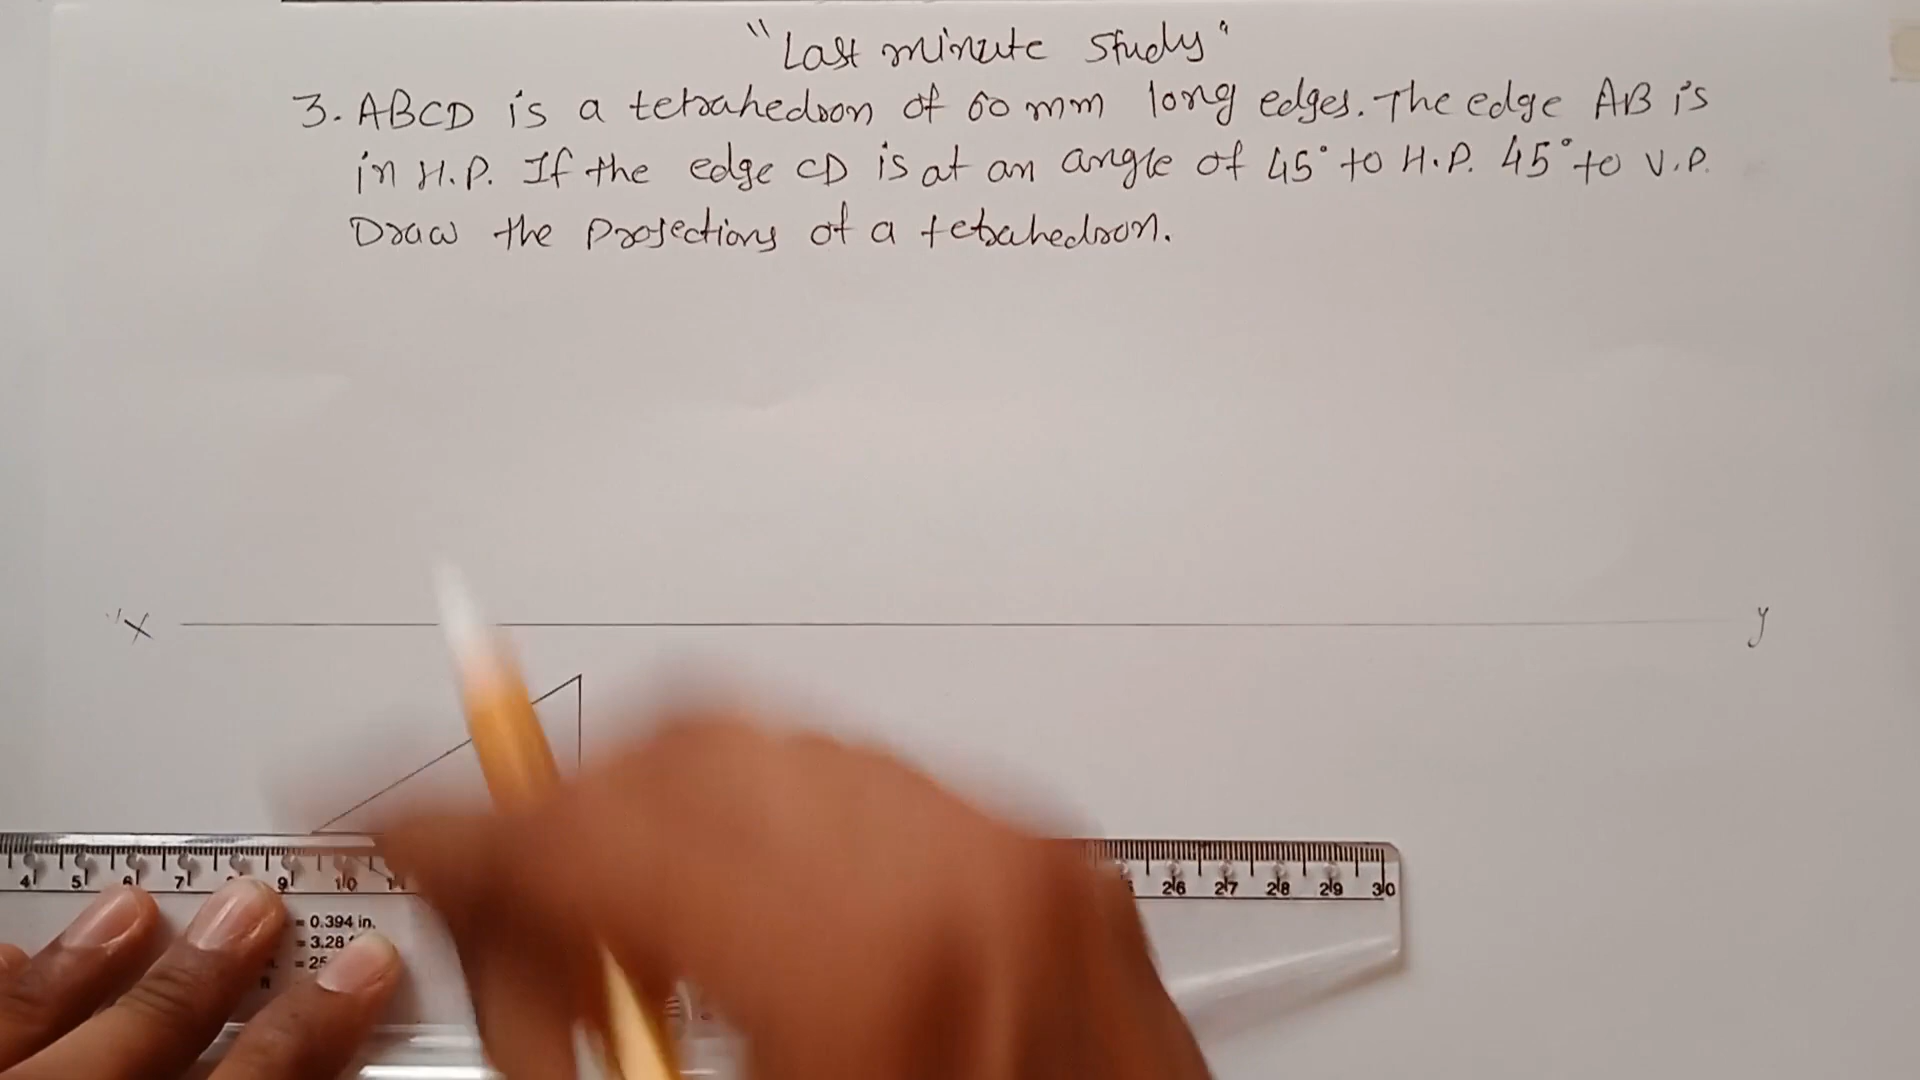 "Last minute Study"
3. ABCD is a tetrahedron of 60 mm long edges. The edge AB is
in H.P. If the edge CD is at an angle of 45° to H.P. 45° to V.P.
Draw the Projections of a tetrahedron.
X y
4 5 6 7 9 10 26 27 28 29 30
= 0.394 in.
= 3.28